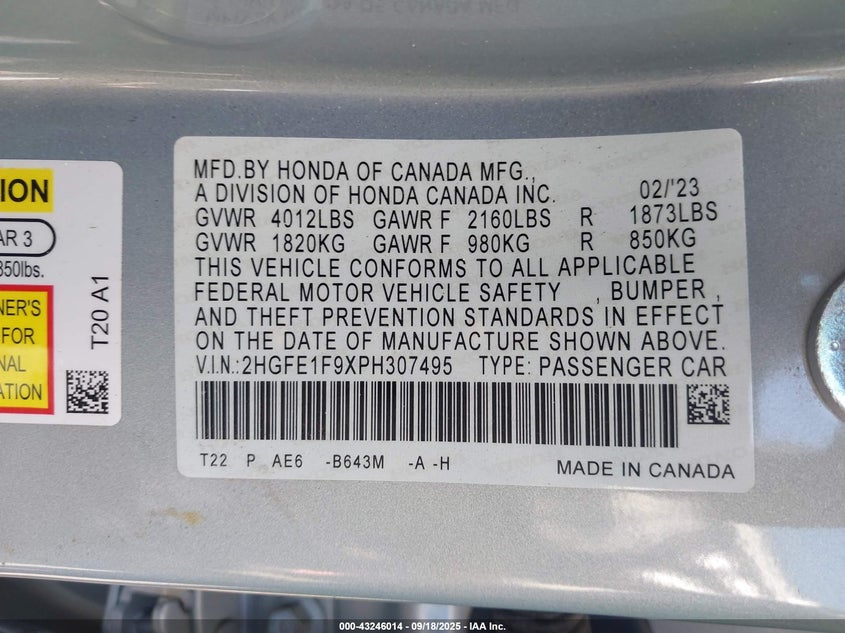 TION
AR 3
850lbs.
NER'S
FOR
NAL
ATION
T20 A1
MFD.BY HONDA OF CANADA MFG.,
A DIVISION OF HONDA CANADA INC. 02/'23
GVWR 4012LBS GAWR F 2160LBS R 1873LBS
GVWR 1820KG GAWR F 980KG R 850KG
THIS VEHICLE CONFORMS TO ALL APPLICABLE
FEDERAL MOTOR VEHICLE SAFETY , BUMPER ,
AND THEFT PREVENTION STANDARDS IN EFFECT
ON THE DATE OF MANUFACTURE SHOWN ABOVE.
V.I.N.:2HGFE1F9XPH307495 TYPE: PASSENGER CAR
T22 P AE6 -B643M -A -H MADE IN CANADA
000-43246014 - 09/18/2025 - IAA Inc.